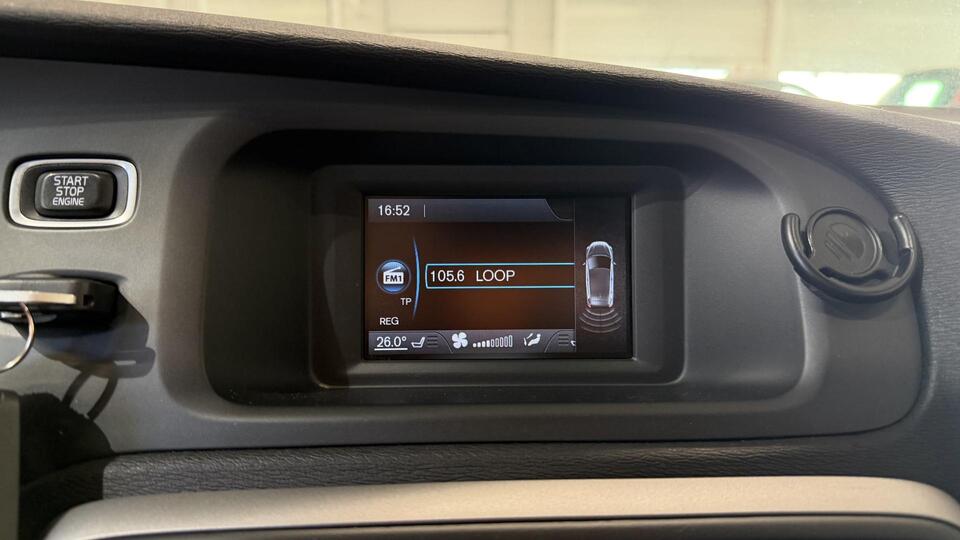 START
STOP
ENGINE
16:52
FM1
105.6 LOOP
TP
REG
26.0°